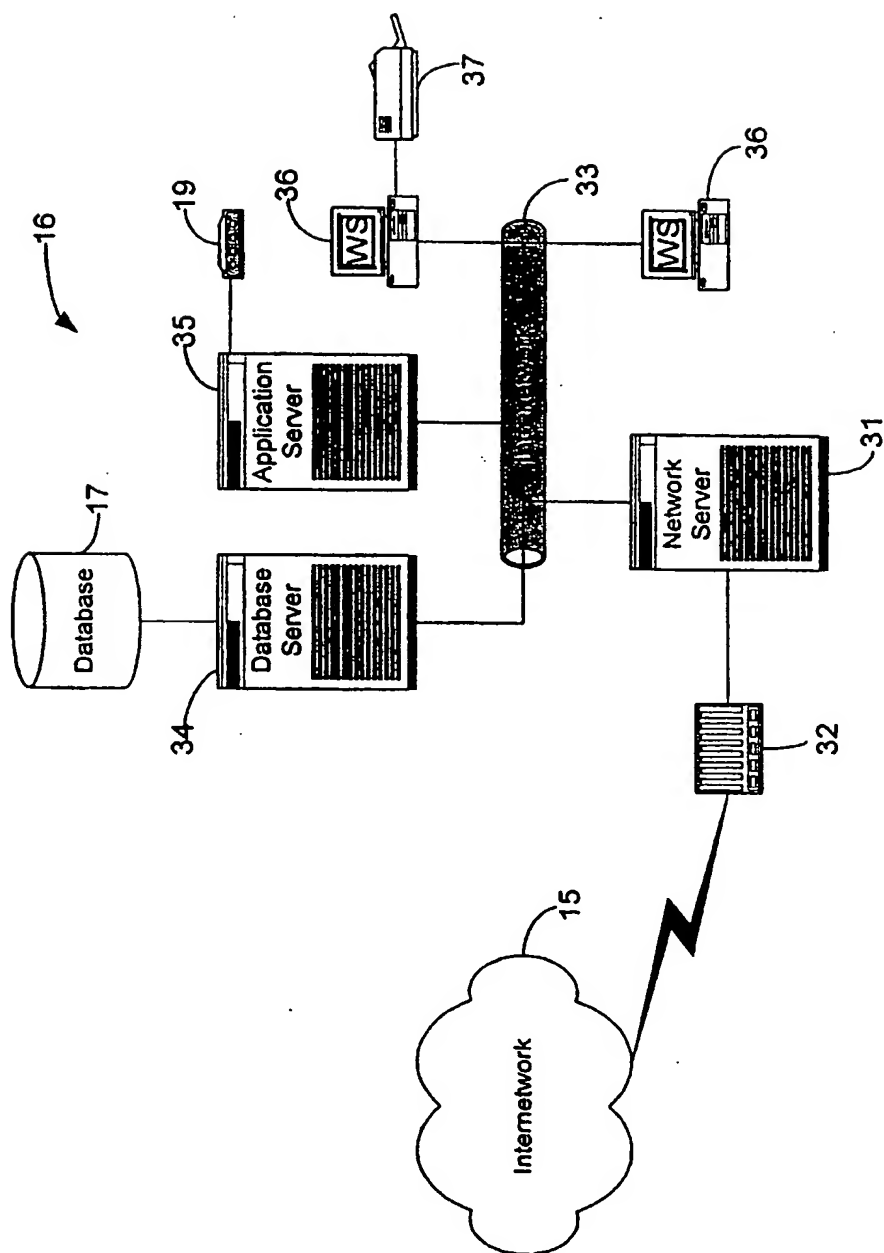 16
Database
17
34
Database
Server
35
Application
Server
19
36
WS
37
33
36
WS
Network
Server
31
32
15
Internetwork